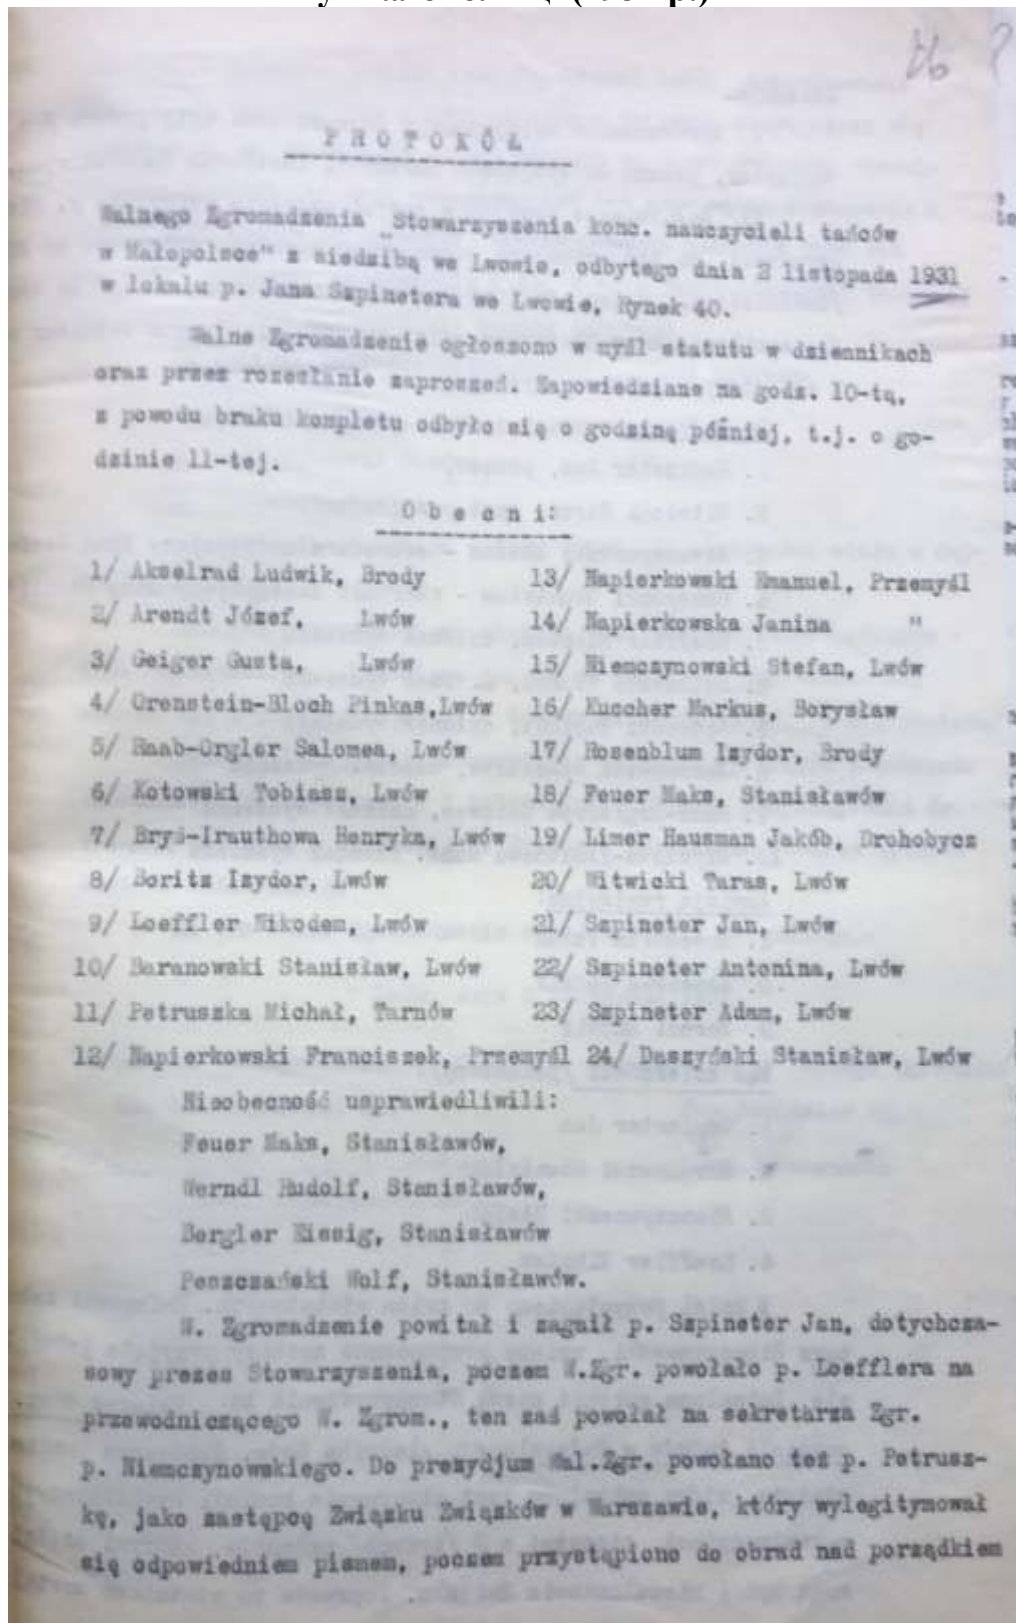 26 ?
PROTOKÓŁ
Walnego Zgromadzenia „Stowarzyszenia konc. nauczycieli tańców
w Małopolsce" z siedzibą we Lwowie, odbytego dnia 2 listopada 1931
w lokalu p. Jana Szpinetera we Lwowie, Rynek 40.
Walne Zgromadzenie ogłoszono w myśl statutu w dziennikach
oraz przez rozesłanie zaproszeń. Zapowiedziane na godz. 10-tą,
z powodu braku kompletu odbyło się o godzinę później, t.j. o go-
dzinie 11-tej.
Obecni:
1/ Akselrad Ludwik, Brody 13/ Napierkowski Emanuel, Przemyśl
2/ Arendt Józef, Lwów 14/ Napierkowska Janina "
3/ Geiger Gusta, Lwów 15/ Niemczynowski Stefan, Lwów
4/ Orenstein-Bloch Pinkas, Lwów 16/ Kuccher Markus, Borysław
5/ Raab-Orgler Salomea, Lwów 17/ Rosenblum Izydor, Brody
6/ Kotowski Tobiasz, Lwów 18/ Feuer Maks, Stanisławów
7/ Bryś-Irauthowa Henryka, Lwów 19/ Limer Hausman Jakób, Drohobycz
8/ Boritz Izydor, Lwów 20/ Witwicki Taras, Lwów
9/ Loeffler Nikodem, Lwów 21/ Szpineter Jan, Lwów
10/ Baranowski Stanisław, Lwów 22/ Szpineter Antonina, Lwów
11/ Petruszka Michał, Tarnów 23/ Szpineter Adam, Lwów
12/ Napierkowski Franciszek, Przemyśl 24/ Daszyński Stanisław, Lwów
Nieobecność usprawiedliwili:
Feuer Maks, Stanisławów,
Werndl Rudolf, Stanisławów,
Bergler Eissig, Stanisławów
Peszczański Wolf, Stanisławów.
W. Zgromadzenie powitał i zagaił p. Szpineter Jan, dotychcza-
sowy prezes Stowarzyszenia, poczem W.Zgr. powołało p. Loefflera na
przewodniczącego W. Zgrom., ten zaś powołał na sekretarza Zgr.
p. Niemczynowskiego. Do prezydjum Wal.Zgr. powołano też p. Petrusz-
kę, jako zastępcę Związku Związków w Warszawie, który wylegitymował
się odpowiedniem pismem, poczem przystąpiono do obrad nad porządkiem